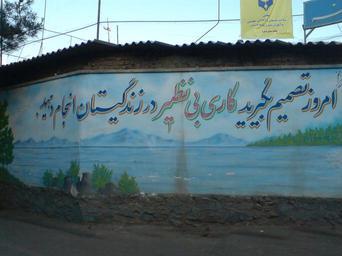 امروز تصمیم بگیرید کاری بی نظیر در زندگیتان انجام دهید.